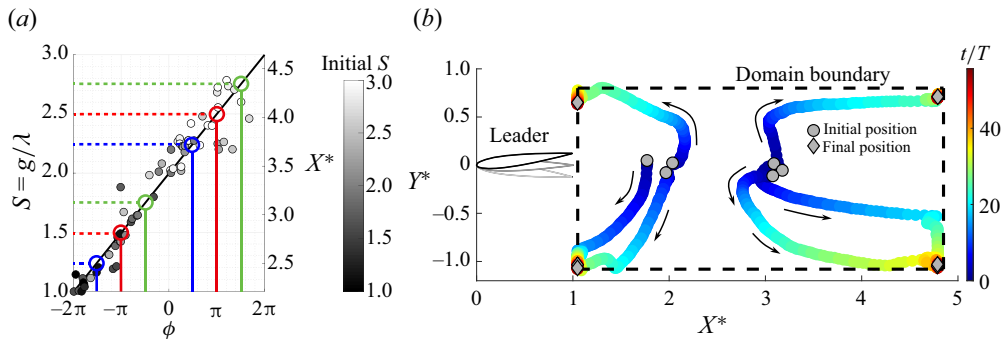 (a)
S = g/λ
3.0
2.5
2.0
1.5
1.0
−2π
−π
0
π
2π
ϕ
4.5
4.0
3.5
3.0
2.5
X*
Initial S
3.0
2.5
2.0
1.5
1.0
(b)
Y*
1.0
0.5
0
−0.5
−1.0
Leader
Domain boundary
Initial position
Final position
0
1
2
3
4
5
X*
t/T
40
20
0